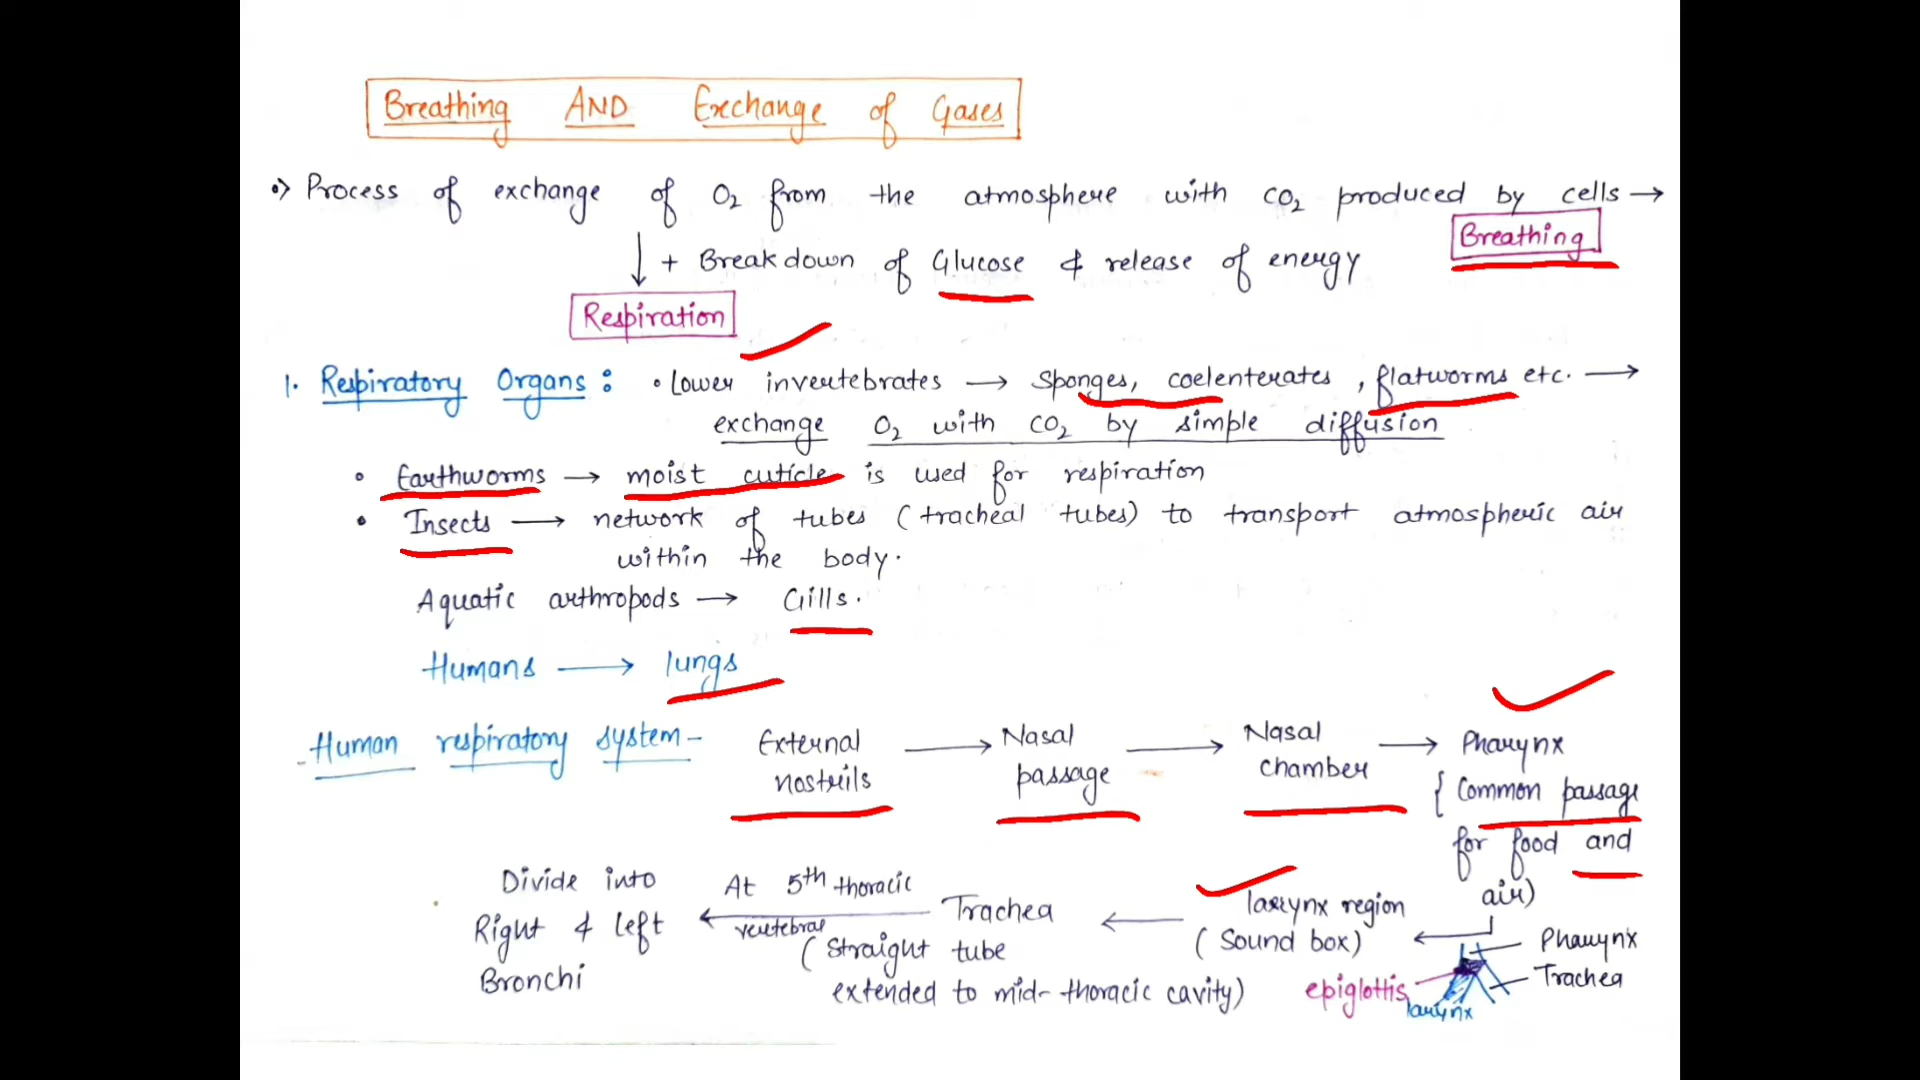 Breathing AND Exchange of Gases
•> Process of exchange of O2 from the atmosphere with CO2 produced by cells →
Breathing
↓ + Breakdown of Glucose & release of energy
Respiration
1. Respiratory Organs : • Lower invertebrates → Sponges, coelenterates, flatworms etc. →
exchange O2 with CO2 by simple diffusion
• Earthworms → moist cuticle is used for respiration
• Insects → network of tubes (tracheal tubes) to transport atmospheric air
within the body.
Aquatic arthropods → Gills.
Humans → lungs
Human respiratory system - External nostrils → Nasal passage → Nasal chamber → Pharynx
{ Common passage
for food and
air)
larynx region
(Sound box)
Pharynx
Trachea
epiglottis
larynx
← Trachea
(Straight tube
extended to mid-thoracic cavity)
At 5th thoracic
vertebrae
Divide into
Right & left
Bronchi